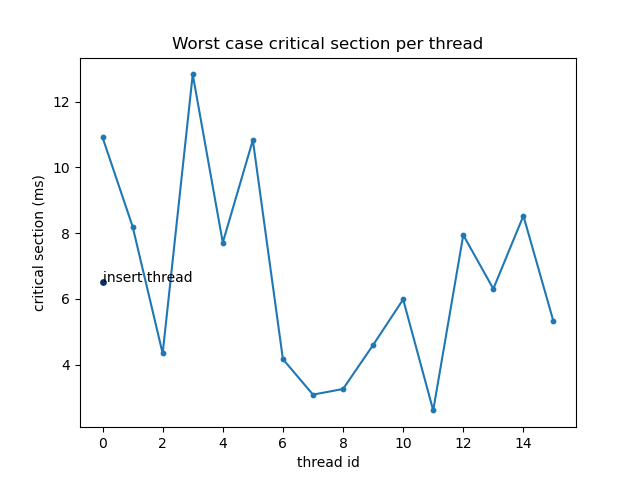 Worst case critical section per thread
critical section (ms)
12
10
8
6
4
insert thread
0 2 4 6 8 10 12 14
thread id